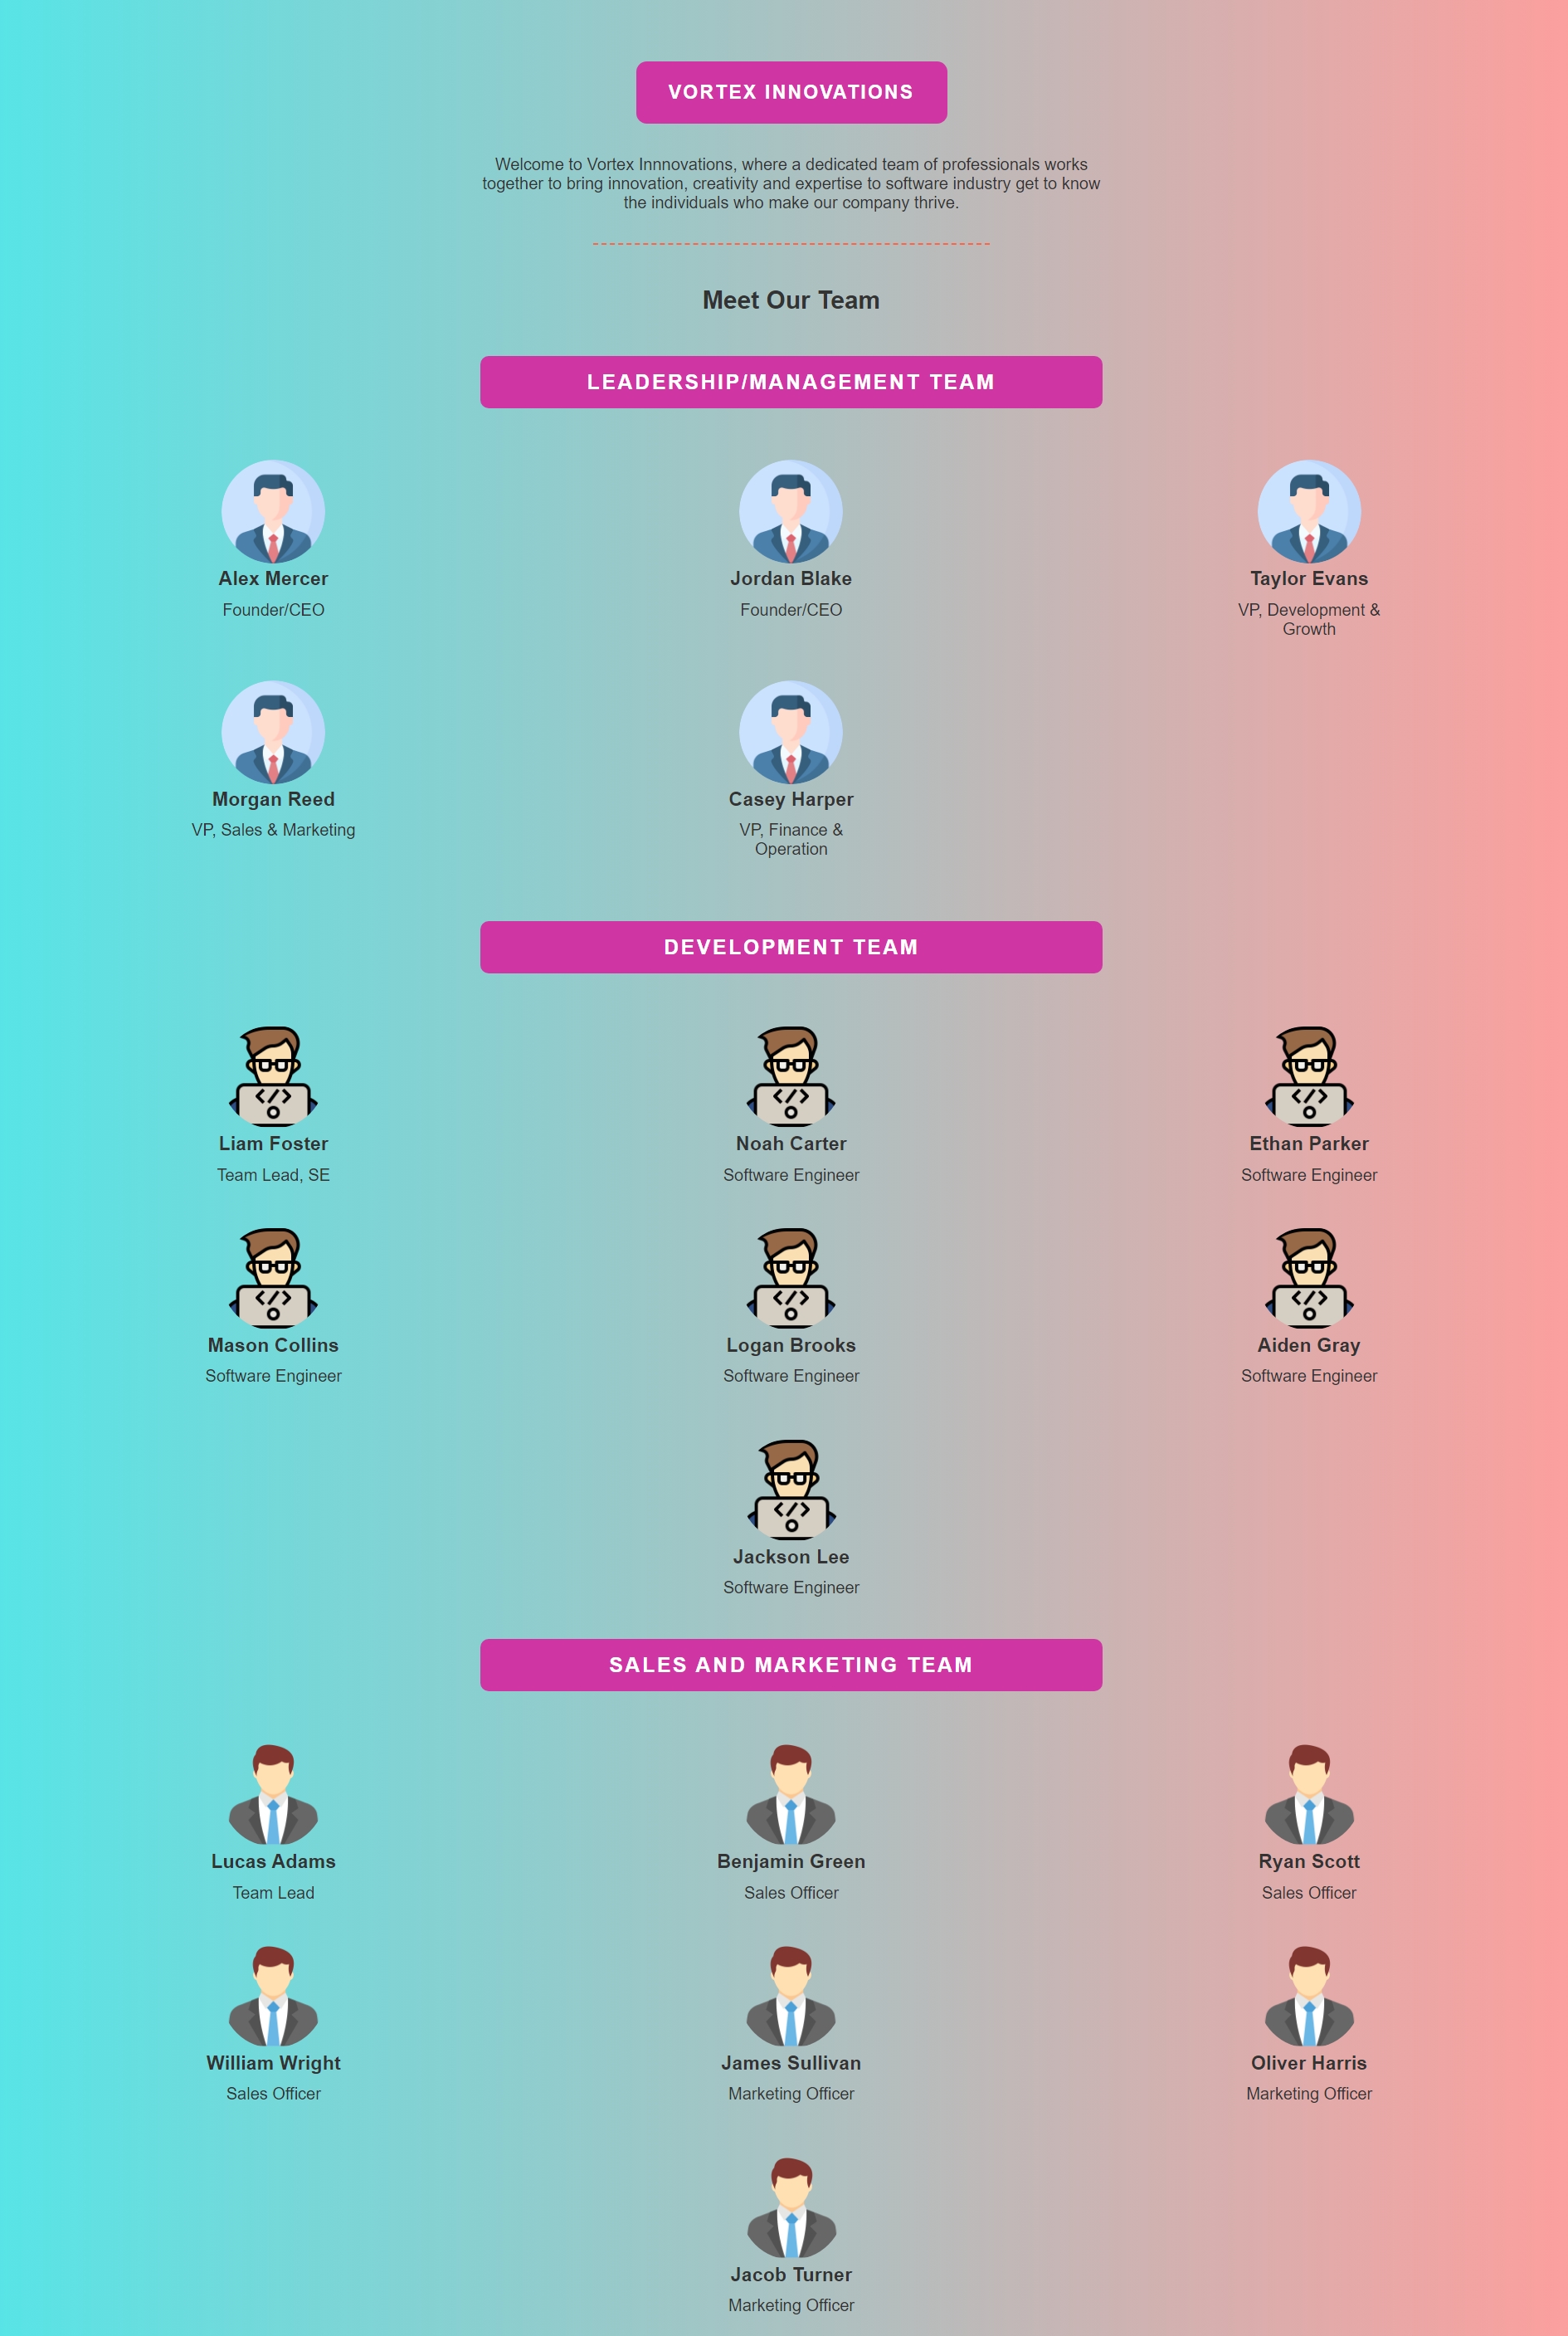 VORTEX INNOVATIONS
Welcome to Vortex Innnovations, where a dedicated team of professionals works
together to bring innovation, creativity and expertise to software industry get to know
the individuals who make our company thrive.
Meet Our Team
LEADERSHIP/MANAGEMENT TEAM
Alex Mercer
Founder/CEO
Jordan Blake
Founder/CEO
Taylor Evans
VP, Development &
Growth
Morgan Reed
VP, Sales & Marketing
Casey Harper
VP, Finance &
Operation
DEVELOPMENT TEAM
Liam Foster
Team Lead, SE
Noah Carter
Software Engineer
Ethan Parker
Software Engineer
Mason Collins
Software Engineer
Logan Brooks
Software Engineer
Aiden Gray
Software Engineer
Jackson Lee
Software Engineer
SALES AND MARKETING TEAM
Lucas Adams
Team Lead
Benjamin Green
Sales Officer
Ryan Scott
Sales Officer
William Wright
Sales Officer
James Sullivan
Marketing Officer
Oliver Harris
Marketing Officer
Jacob Turner
Marketing Officer